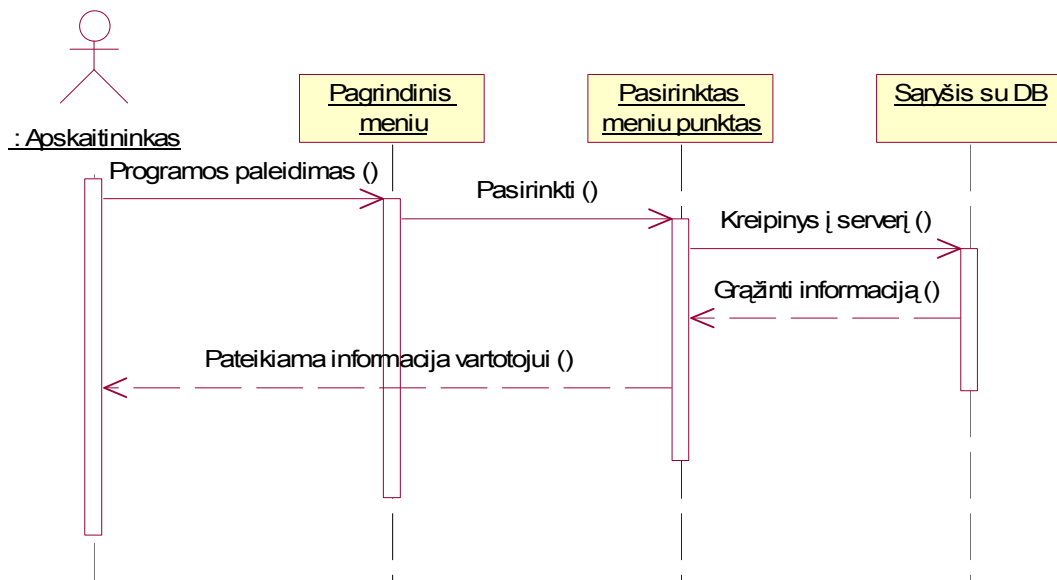 Pagrindinis
meniu
Pasirinktas
meniu punktas
Sąryšis su DB
: Apskaitininkas
Programos paleidimas ()
Pasirinkti ()
Kreipinys į serverį ()
Grąžinti informaciją ()
Pateikiama informacija vartotojui ()